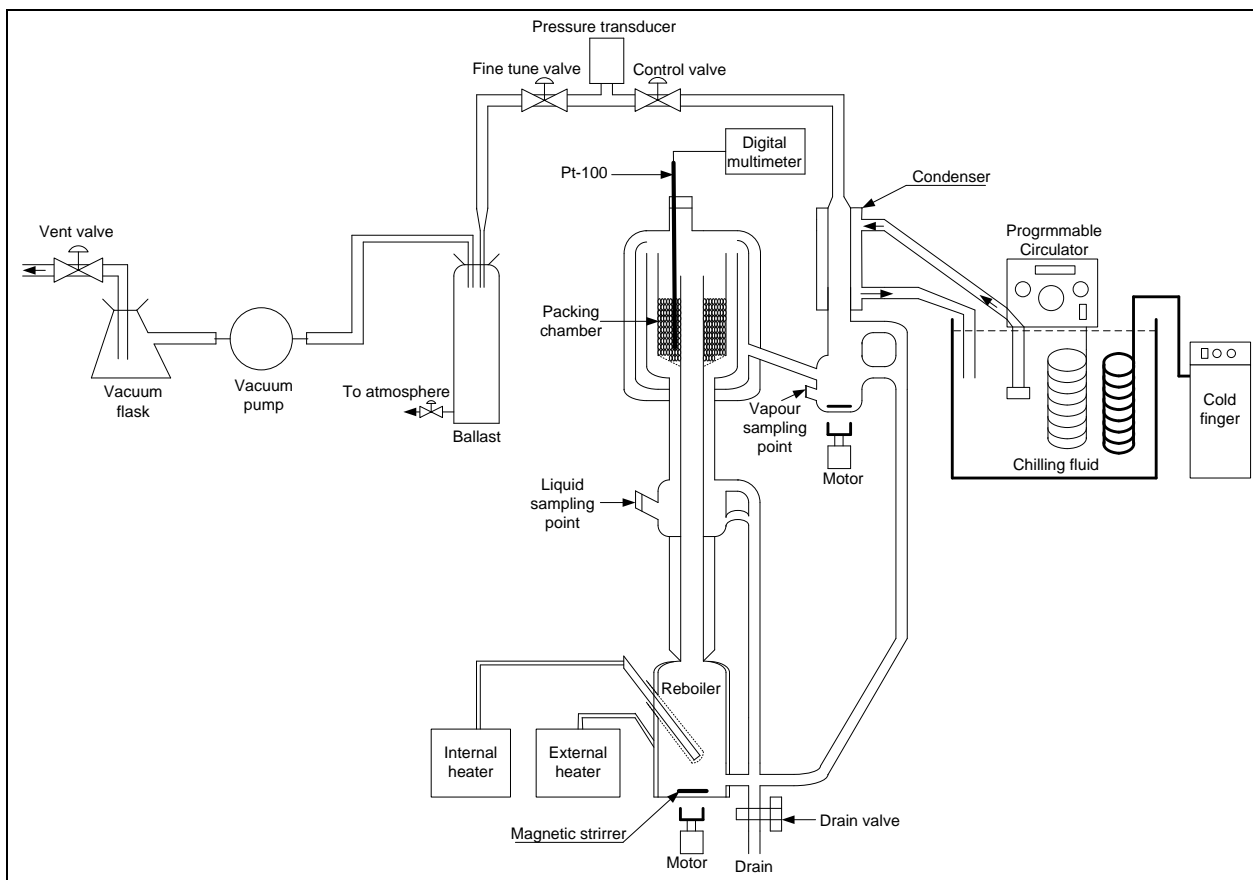 Pressure transducer
Fine tune valve
Control valve
Digital
multimeter
Pt-100
Condenser
Vent valve
Progrmmable
Circulator
Packing
chamber
Vacuum
flask
Vacuum
pump
To atmosphere
Ballast
Vapour
sampling
point
Motor
Cold
finger
Chilling fluid
Liquid
sampling
point
Reboiler
Internal
heater
External
heater
Magnetic strirrer
Motor
Drain valve
Drain